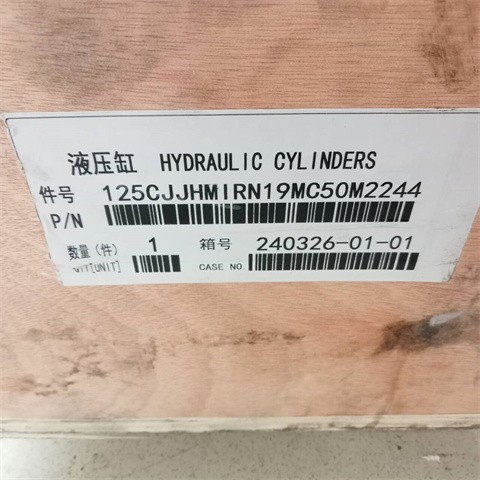 液压缸 HYDRAULIC CYLINDERS
件号 125CJJHMIRN19MC50M2244
P/N
数量(件) 1 箱号 240326-01-01
[UNIT] CASE NO.